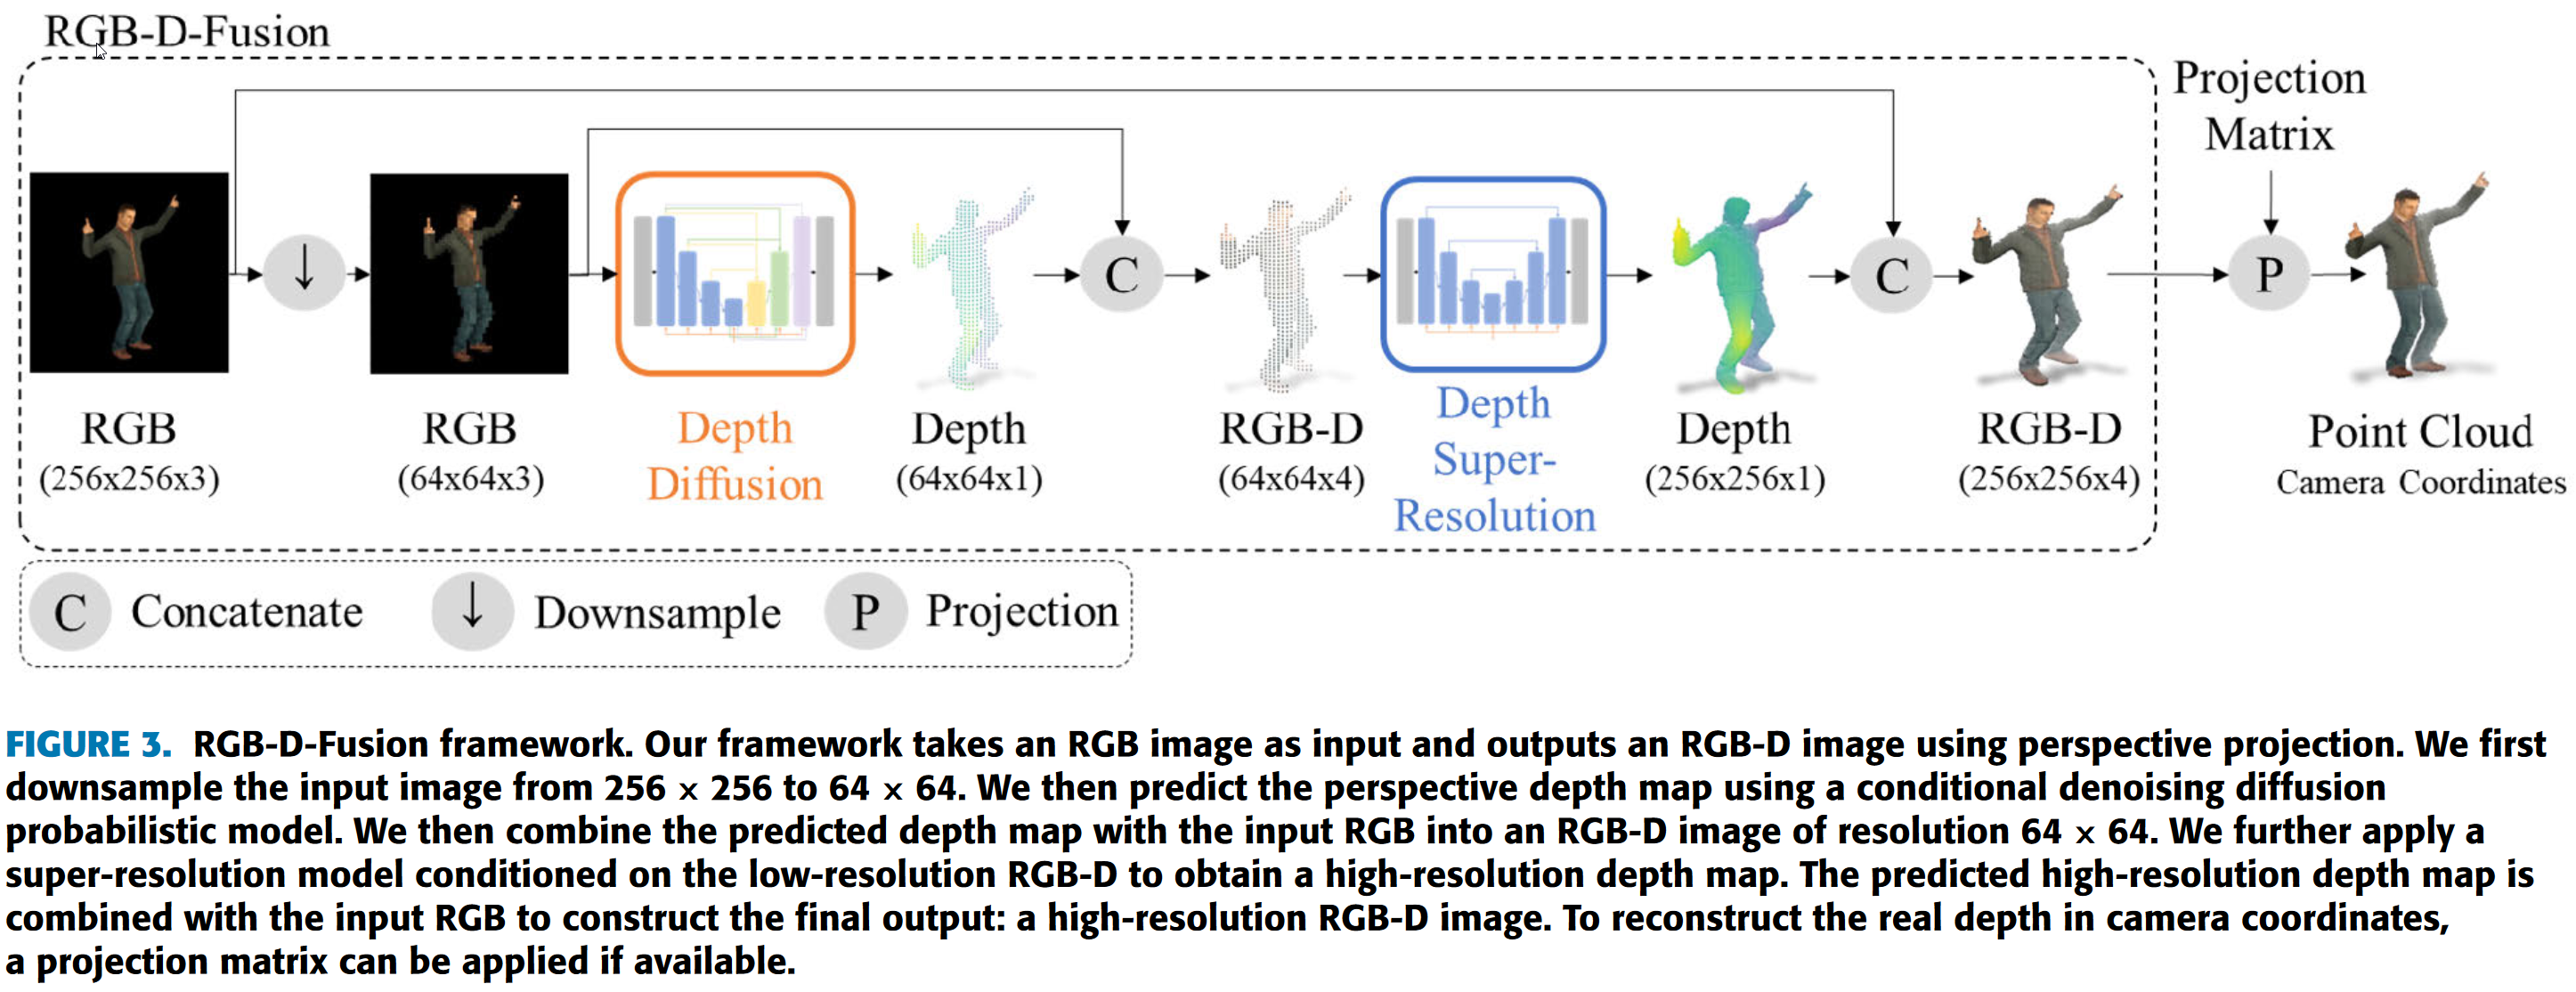 RGB-D-Fusion
Projection
Matrix
C
C
P
RGB
(256x256x3)
RGB
(64x64x3)
Depth
Diffusion
Depth
(64x64x1)
RGB-D
(64x64x4)
Depth
Super-
Resolution
Depth
(256x256x1)
RGB-D
(256x256x4)
Point Cloud
Camera Coordinates
C Concatenate
↓ Downsample
P Projection
FIGURE 3. RGB-D-Fusion framework. Our framework takes an RGB image as input and outputs an RGB-D image using perspective projection. We first
downsample the input image from 256 × 256 to 64 × 64. We then predict the perspective depth map using a conditional denoising diffusion
probabilistic model. We then combine the predicted depth map with the input RGB into an RGB-D image of resolution 64 × 64. We further apply a
super-resolution model conditioned on the low-resolution RGB-D to obtain a high-resolution depth map. The predicted high-resolution depth map is
combined with the input RGB to construct the final output: a high-resolution RGB-D image. To reconstruct the real depth in camera coordinates,
a projection matrix can be applied if available.